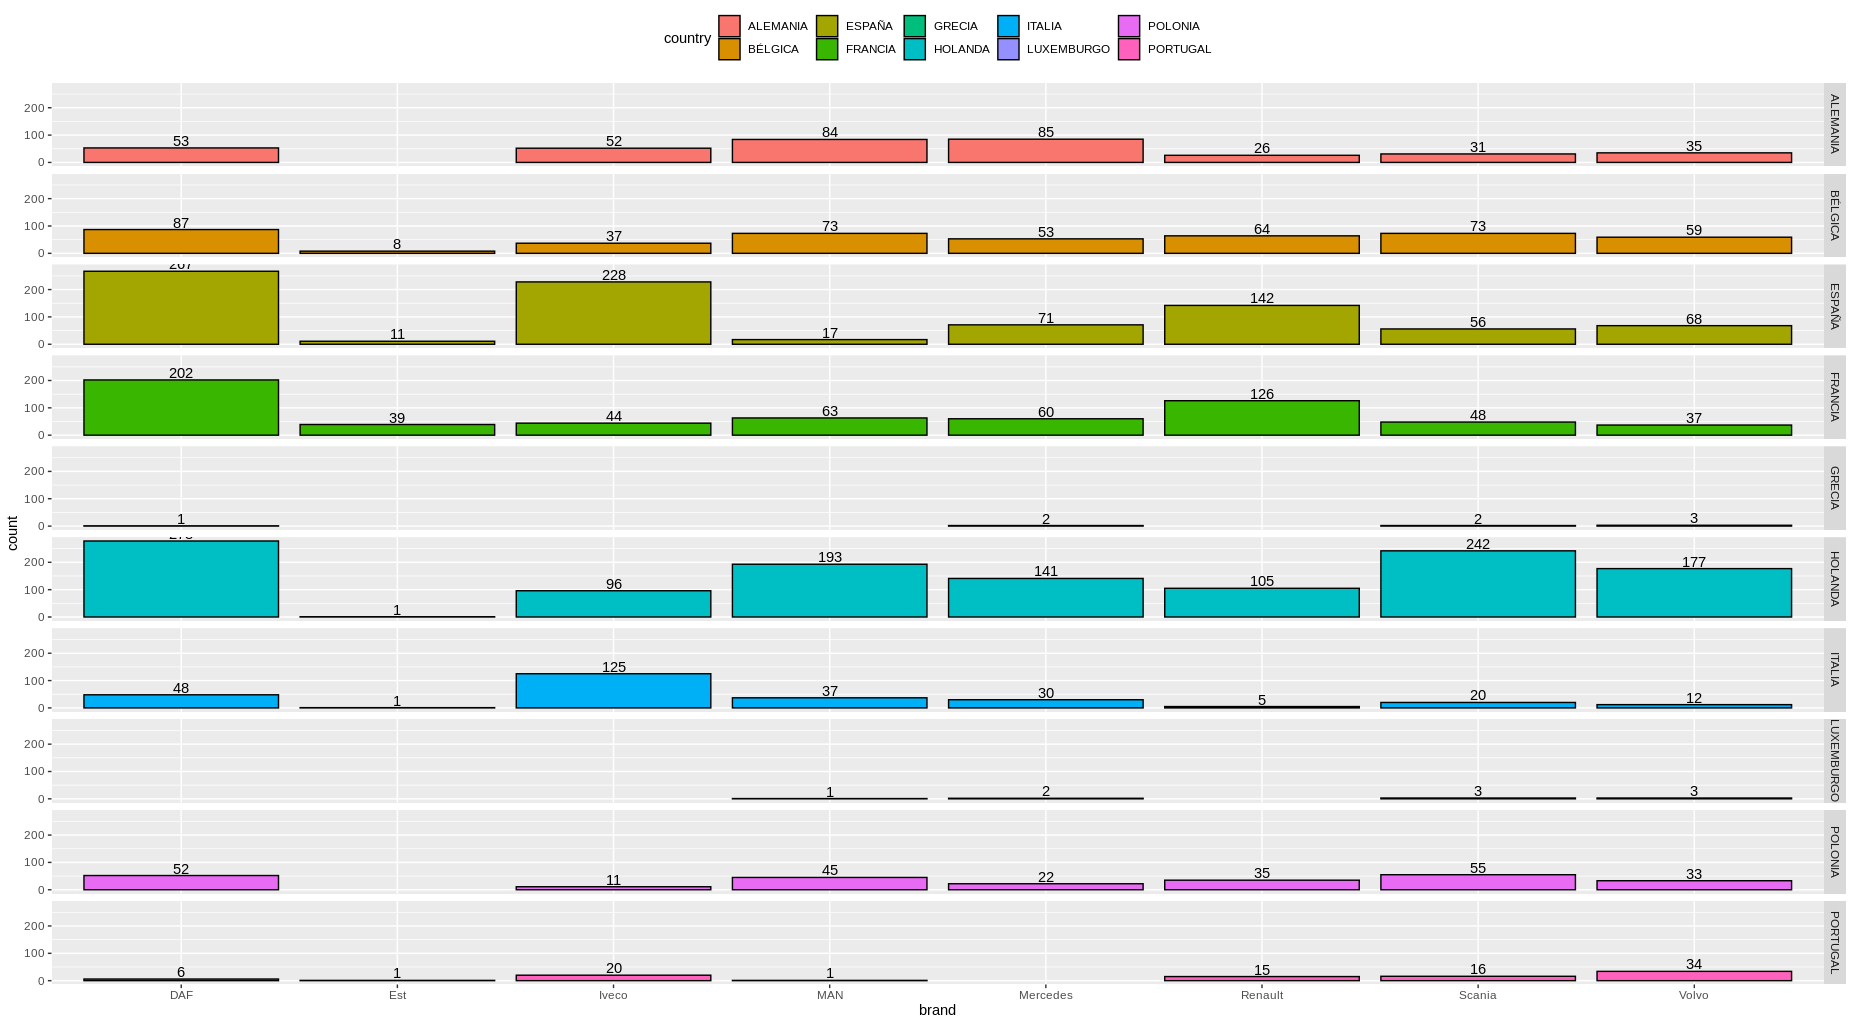 country ALEMANIA ESPAÑA GRECIA ITALIA POLONIA
BÉLGICA FRANCIA HOLANDA LUXEMBURGO PORTUGAL
count
200
100
0
53 52 84 85 26 31 35
ALEMANIA
200
100
0
87 8 37 73 53 64 73 59
BÉLGICA
200
100
0
267 11 228 17 71 142 56 68
ESPAÑA
200
100
0
202 39 44 63 60 126 48 37
FRANCIA
200
100
0
1 2 2 3
GRECIA
200
100
0
1 96 193 141 105 242 177
HOLANDA
200
100
0
48 1 125 37 30 5 20 12
ITALIA
200
100
0
1 2 3 3
LUXEMBURGO
200
100
0
52 11 45 22 35 55 33
POLONIA
200
100
0
6 1 20 1 15 16 34
PORTUGAL
DAF Est Iveco MAN Mercedes Renault Scania Volvo
brand